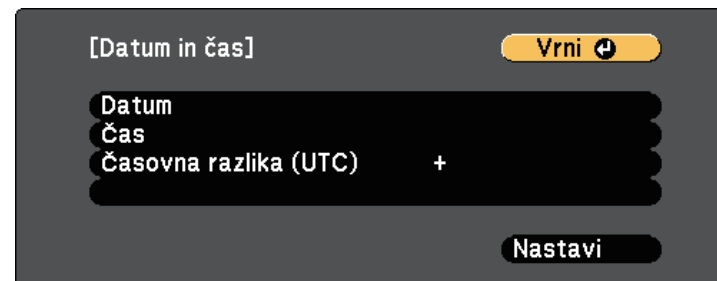 [Datum in čas] Vrni
Datum
Čas
Časovna razlika (UTC) +
Nastavi